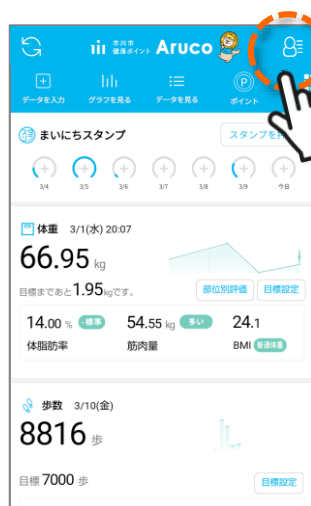 市川市
健康ポイント Aruco
データを入力 グラフを見る データを見る ポイント
まいにちスタンプ スタンプを
3/4 3/5 3/6 3/7 3/8 3/9 今日
体重 3/1(水) 20:07
66.95 kg
目標まであと1.95kgです。 部位別評価 目標設定
14.00 % -標準 54.55 kg 多い 24.1
体脂肪率 筋肉量 BMI 普通体重
歩数 3/10(金)
8816 歩
目標 7000 歩 目標設定